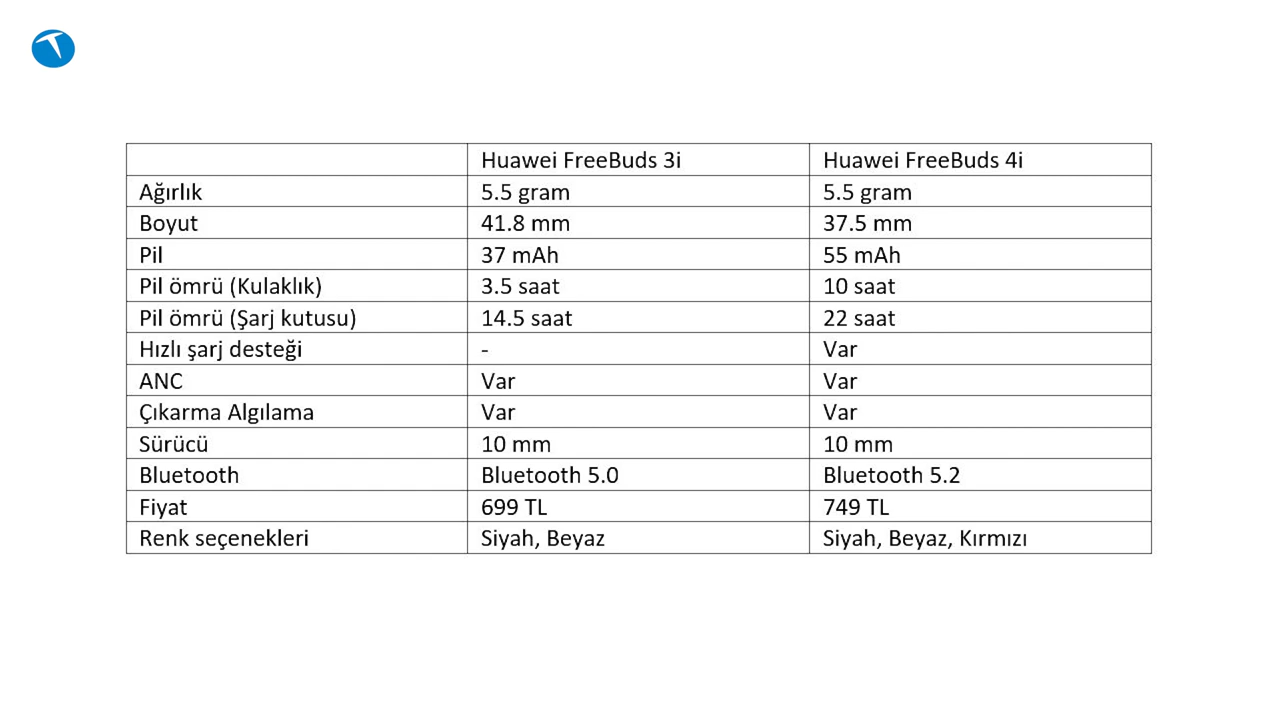 Huawei FreeBuds 3i Huawei FreeBuds 4i
Ağırlık 5.5 gram 5.5 gram
Boyut 41.8 mm 37.5 mm
Pil 37 mAh 55 mAh
Pil ömrü (Kulaklık) 3.5 saat 10 saat
Pil ömrü (Şarj kutusu) 14.5 saat 22 saat
Hızlı şarj desteği - Var
ANC Var Var
Çıkarma Algılama Var Var
Sürücü 10 mm 10 mm
Bluetooth Bluetooth 5.0 Bluetooth 5.2
Fiyat 699 TL 749 TL
Renk seçenekleri Siyah, Beyaz Siyah, Beyaz, Kırmızı